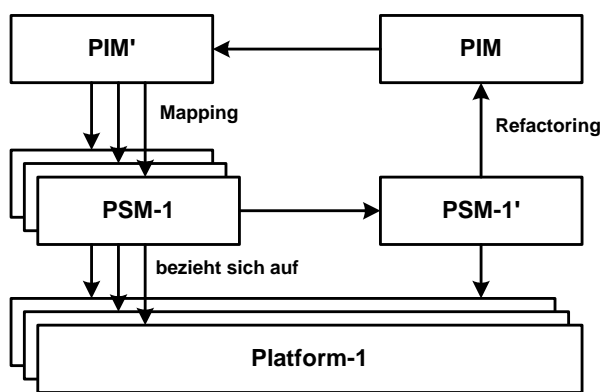 PIM'
PIM
Mapping
Refactoring
PSM-1
PSM-1'
bezieht sich auf
Platform-1